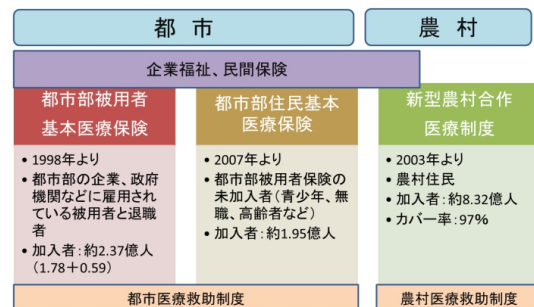 都 市
農 村
企業福祉、民間保険
都市部被用者
基本医療保険
• 1998年より
• 都市部の企業、政府
機関などに雇用され
ている被用者と退職
者
• 加入者：約2.37億人
（1.78＋0.59）
都市部住民基本
医療保険
• 2007年より
• 都市部被用者保険の
未加入者（青少年、無
職、高齢者など）
• 加入者：約1.95億人
新型農村合作
医療制度
• 2003年より
• 農村住民
• 加入者：約8.32億人
• カバー率：97%
都市医療救助制度
農村医療救助制度